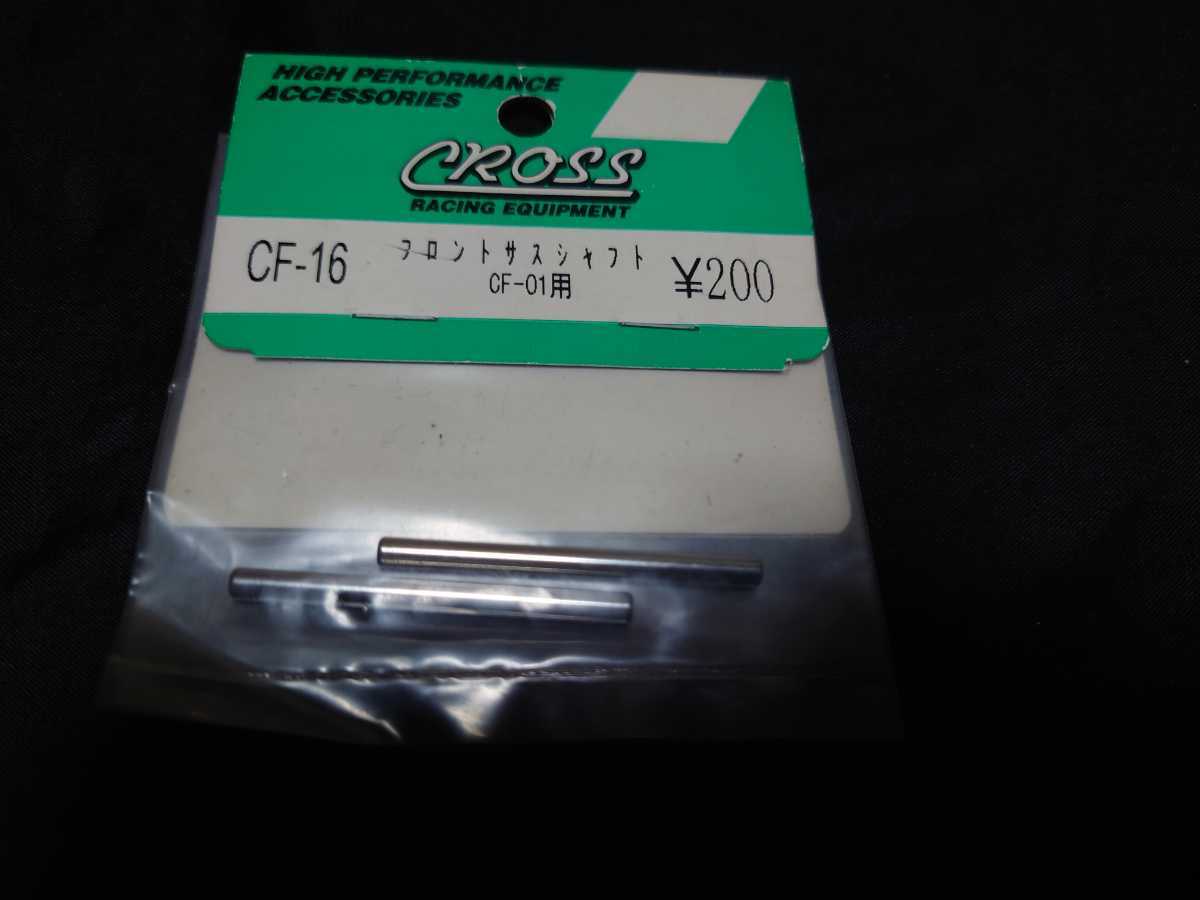 HIGH PERFORMANCE
ACCESSORIES
CROSS
RACING EQUIPMENT
CF-16 フロントサスシャフト ¥200
CF-01用